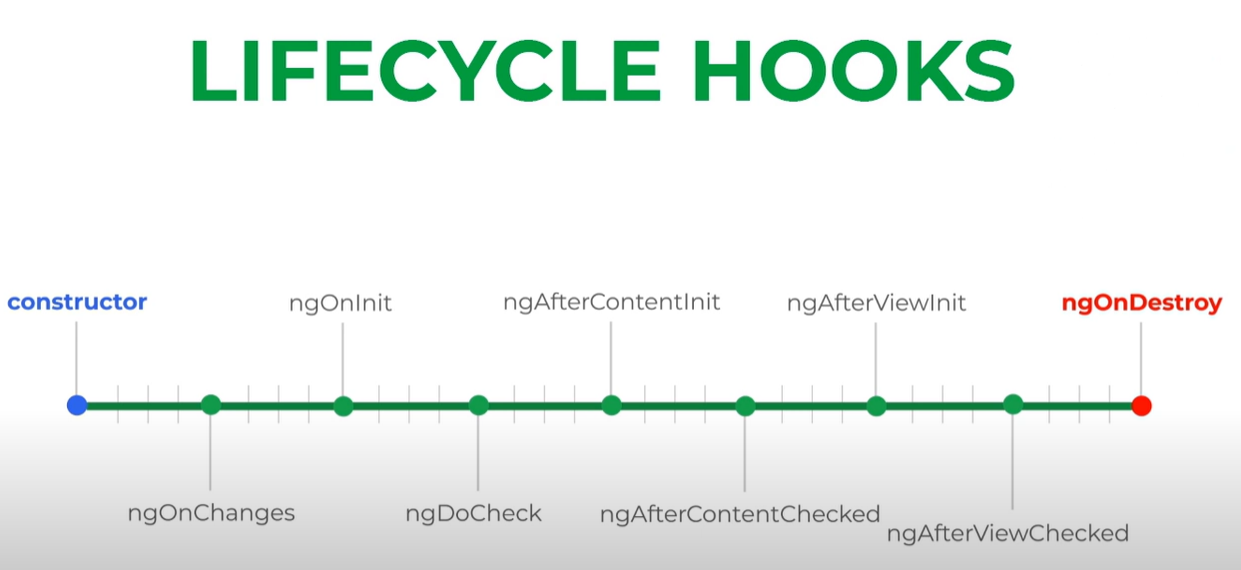 LIFECYCLE HOOKS
constructor
ngOnInit
ngAfterContentInit
ngAfterViewInit
ngOnDestroy
ngOnChanges
ngDoCheck
ngAfterContentChecked
ngAfterViewChecked